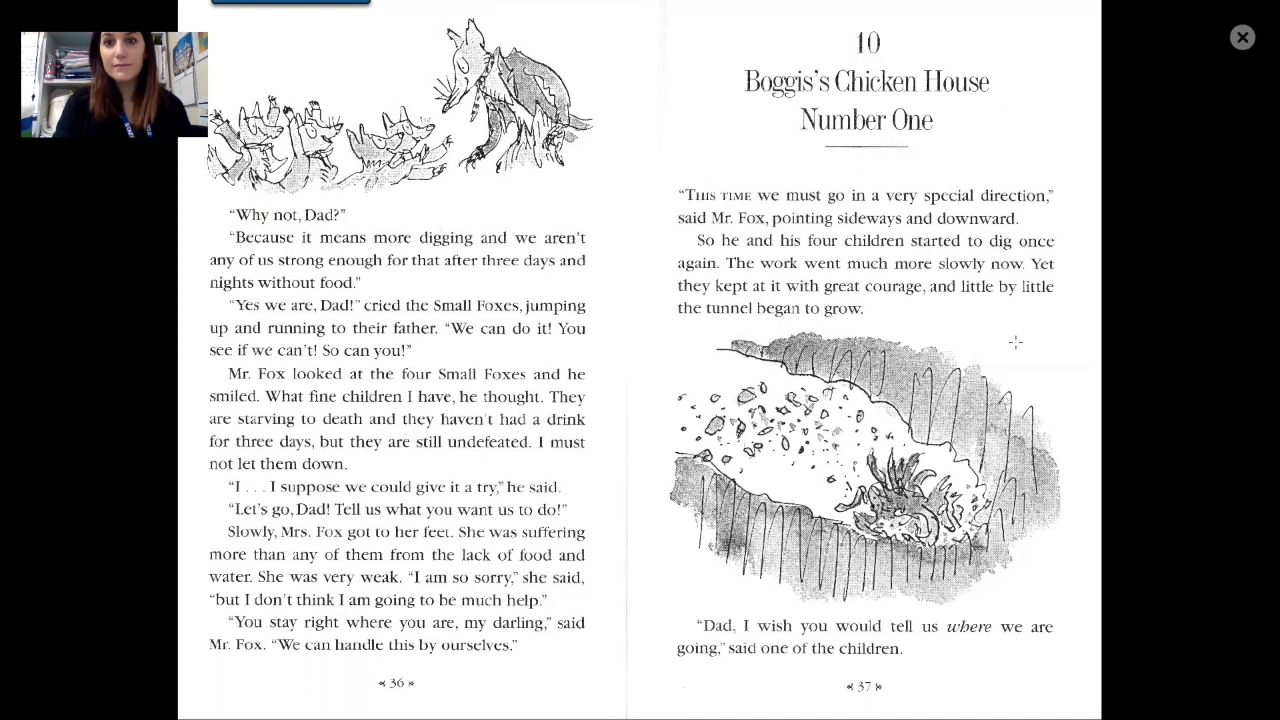 "Why not, Dad?"
"Because it means more digging and we aren't
any of us strong enough for that after three days and
nights without food."
"Yes we are, Dad!" cried the Small Foxes, jumping
up and running to their father. "We can do it! You
see if we can't! So can you!"
Mr. Fox looked at the four Small Foxes and he
smiled. What fine children I have, he thought. They
are starving to death and they haven't had a drink
for three days, but they are still undefeated. I must
not let them down.
"I . . . I suppose we could give it a try," he said.
"Let's go, Dad! Tell us what you want us to do!"
Slowly, Mrs. Fox got to her feet. She was suffering
more than any of them from the lack of food and
water. She was very weak. "I am so sorry," she said,
"but I don't think I am going to be much help."
"You stay right where you are, my darling," said
Mr. Fox. "We can handle this by ourselves."
36
10
Boggis's Chicken House
Number One
"THIS TIME we must go in a very special direction,"
said Mr. Fox, pointing sideways and downward.
So he and his four children started to dig once
again. The work went much more slowly now. Yet
they kept at it with great courage, and little by little
the tunnel began to grow.
"Dad, I wish you would tell us where we are
going," said one of the children.
37